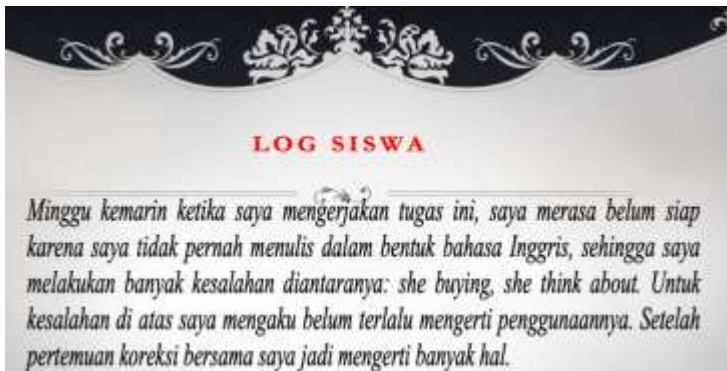 LOG SISWA
Minggu kemarin ketika saya mengerjakan tugas ini, saya merasa belum siap
karena saya tidak pernah menulis dalam bentuk bahasa Inggris, sehingga saya
melakukan banyak kesalahan diantaranya: she buying, she think about. Untuk
kesalahan di atas saya mengaku belum terlalu mengerti penggunaannya. Setelah
pertemuan koreksi bersama saya jadi mengerti banyak hal.